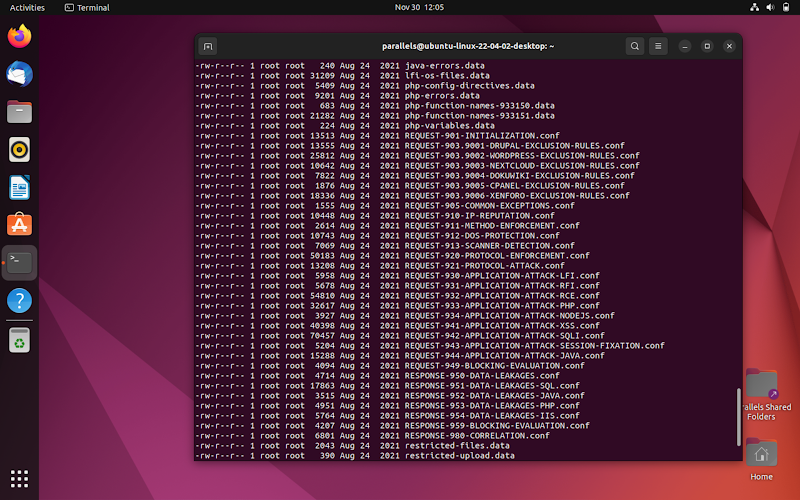 Activities Terminal Nov 30 12:05
parallels@ubuntu-linux-22-04-02-desktop: ~
-rw-r--r-- 1 root root 240 Aug 24 2021 java-errors.data
-rw-r--r-- 1 root root 31209 Aug 24 2021 lfi-os-files.data
-rw-r--r-- 1 root root 5409 Aug 24 2021 php-config-directives.data
-rw-r--r-- 1 root root 9201 Aug 24 2021 php-errors.data
-rw-r--r-- 1 root root 683 Aug 24 2021 php-function-names-933150.data
-rw-r--r-- 1 root root 21282 Aug 24 2021 php-function-names-933151.data
-rw-r--r-- 1 root root 224 Aug 24 2021 php-variables.data
-rw-r--r-- 1 root root 13513 Aug 24 2021 REQUEST-901-INITIALIZATION.conf
-rw-r--r-- 1 root root 13555 Aug 24 2021 REQUEST-903.9001-DRUPAL-EXCLUSION-RULES.conf
-rw-r--r-- 1 root root 25812 Aug 24 2021 REQUEST-903.9002-WORDPRESS-EXCLUSION-RULES.conf
-rw-r--r-- 1 root root 10642 Aug 24 2021 REQUEST-903.9003-NEXTCLOUD-EXCLUSION-RULES.conf
-rw-r--r-- 1 root root 7822 Aug 24 2021 REQUEST-903.9004-DOKUWIKI-EXCLUSION-RULES.conf
-rw-r--r-- 1 root root 1876 Aug 24 2021 REQUEST-903.9005-CPANEL-EXCLUSION-RULES.conf
-rw-r--r-- 1 root root 18336 Aug 24 2021 REQUEST-903.9006-XENFORO-EXCLUSION-RULES.conf
-rw-r--r-- 1 root root 1555 Aug 24 2021 REQUEST-905-COMMON-EXCEPTIONS.conf
-rw-r--r-- 1 root root 10448 Aug 24 2021 REQUEST-910-IP-REPUTATION.conf
-rw-r--r-- 1 root root 2614 Aug 24 2021 REQUEST-911-METHOD-ENFORCEMENT.conf
-rw-r--r-- 1 root root 10743 Aug 24 2021 REQUEST-912-DOS-PROTECTION.conf
-rw-r--r-- 1 root root 7069 Aug 24 2021 REQUEST-913-SCANNER-DETECTION.conf
-rw-r--r-- 1 root root 50183 Aug 24 2021 REQUEST-920-PROTOCOL-ENFORCEMENT.conf
-rw-r--r-- 1 root root 13208 Aug 24 2021 REQUEST-921-PROTOCOL-ATTACK.conf
-rw-r--r-- 1 root root 5958 Aug 24 2021 REQUEST-930-APPLICATION-ATTACK-LFI.conf
-rw-r--r-- 1 root root 5678 Aug 24 2021 REQUEST-931-APPLICATION-ATTACK-RFI.conf
-rw-r--r-- 1 root root 54810 Aug 24 2021 REQUEST-932-APPLICATION-ATTACK-RCE.conf
-rw-r--r-- 1 root root 32617 Aug 24 2021 REQUEST-933-APPLICATION-ATTACK-PHP.conf
-rw-r--r-- 1 root root 3927 Aug 24 2021 REQUEST-934-APPLICATION-ATTACK-NODEJS.conf
-rw-r--r-- 1 root root 40398 Aug 24 2021 REQUEST-941-APPLICATION-ATTACK-XSS.conf
-rw-r--r-- 1 root root 70457 Aug 24 2021 REQUEST-942-APPLICATION-ATTACK-SQLI.conf
-rw-r--r-- 1 root root 5204 Aug 24 2021 REQUEST-943-APPLICATION-ATTACK-SESSION-FIXATION.conf
-rw-r--r-- 1 root root 15288 Aug 24 2021 REQUEST-944-APPLICATION-ATTACK-JAVA.conf
-rw-r--r-- 1 root root 4094 Aug 24 2021 REQUEST-949-BLOCKING-EVALUATION.conf
-rw-r--r-- 1 root root 4714 Aug 24 2021 RESPONSE-950-DATA-LEAKAGES.conf
-rw-r--r-- 1 root root 17863 Aug 24 2021 RESPONSE-951-DATA-LEAKAGES-SQL.conf
-rw-r--r-- 1 root root 3515 Aug 24 2021 RESPONSE-952-DATA-LEAKAGES-JAVA.conf
-rw-r--r-- 1 root root 4951 Aug 24 2021 RESPONSE-953-DATA-LEAKAGES-PHP.conf
-rw-r--r-- 1 root root 5764 Aug 24 2021 RESPONSE-954-DATA-LEAKAGES-IIS.conf
-rw-r--r-- 1 root root 4207 Aug 24 2021 RESPONSE-959-BLOCKING-EVALUATION.conf
-rw-r--r-- 1 root root 6801 Aug 24 2021 RESPONSE-980-CORRELATION.conf
-rw-r--r-- 1 root root 2043 Aug 24 2021 restricted-files.data
-rw-r--r-- 1 root root 390 Aug 24 2021 restricted-upload.data
rallels Shared
Folders
Home